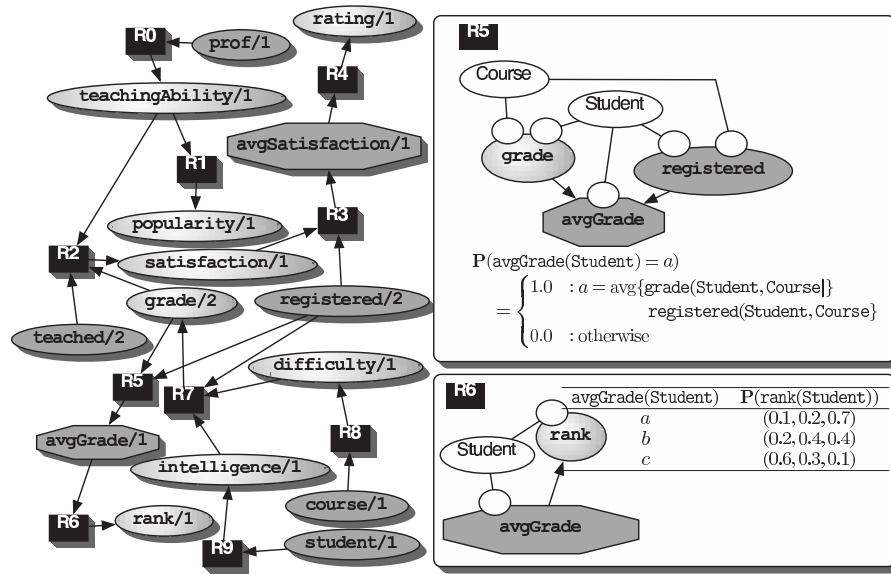 rating/1
R0
prof/1
R4
teachingAbility/1
avgSatisfaction/1
R1
R3
popularity/1
R2
satisfaction/1
grade/2
registered/2
teached/2
difficulty/1
R5
R7
R8
avgGrade/1
intelligence/1
course/1
R6
rank/1
R9
student/1
R5
Course
Student
grade
registered
avgGrade
P(avgGrade(Student) = a)
= { 1.0 : a = avg{grade(Student, Course|}
registered(Student, Course}
0.0 : otherwise
R6
avgGrade(Student) P(rank(Student))
a (0.1, 0.2, 0.7)
b (0.2, 0.4, 0.4)
c (0.6, 0.3, 0.1)
rank
Student
avgGrade